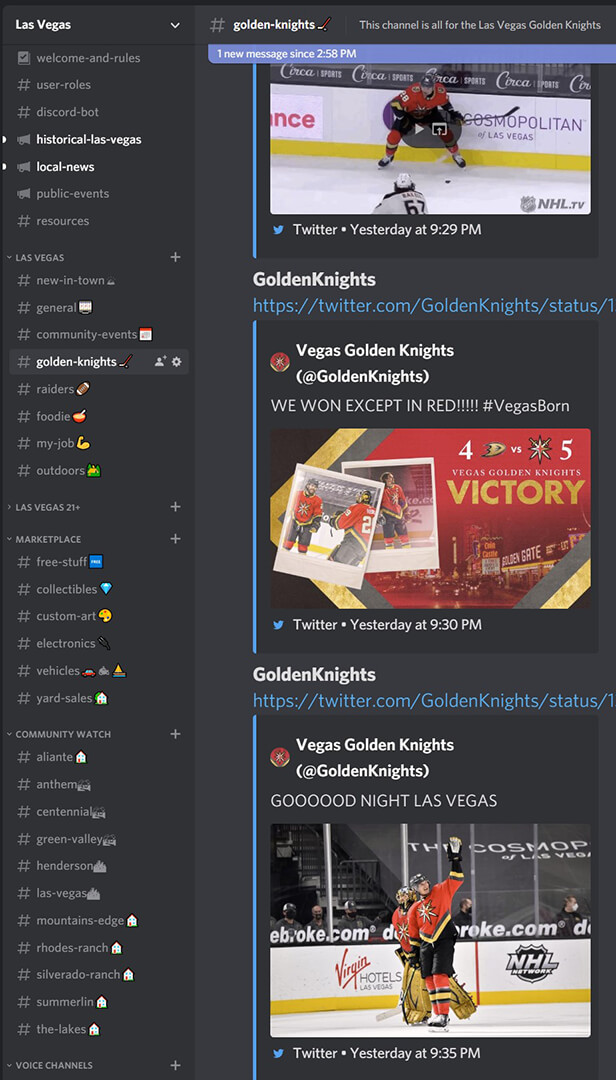 Las Vegas
welcome-and-rules
user-roles
discord-bot
historical-las-vegas
local-news
public-events
resources
LAS VEGAS
new-in-town
general
community-events
golden-knights
raiders
foodie
my-job
outdoors
LAS VEGAS 21+
MARKETPLACE
free-stuff
FREE
collectibles
custom-art
electronics
vehicles
yard-sales
COMMUNITY WATCH
aliante
anthem
centennial
green-valley
henderson
las-vegas
mountains-edge
rhodes-ranch
silverado-ranch
summerlin
the-lakes
VOICE CHANNELS
golden-knights
This channel is all for the Las Vegas Golden Knights
1 new message since 2:58 PM
Circa SPORTS Circa SPORTS Circa SPORTS
nce
COSMOPOLITAN
of LAS VEGAS
67
NHL.TV
Twitter • Yesterday at 9:29 PM
GoldenKnights
https://twitter.com/GoldenKnights/status/1
Vegas Golden Knights
(@GoldenKnights)
WE WON EXCEPT IN RED!!!!! #VegasBorn
4 VS 5
VEGAS GOLDEN KNIGHTS
VICTORY
GOLDEN GATE
Twitter • Yesterday at 9:30 PM
GoldenKnights
https://twitter.com/GoldenKnights/status/1
Vegas Golden Knights
(@GoldenKnights)
GOOOOOD NIGHT LAS VEGAS
THE COSMOP
of LAS VEGA
ebroke.com
debroke.com
Virgin HOTELS
LAS VEGAS
NHL
NETWORK
Twitter • Yesterday at 9:35 PM